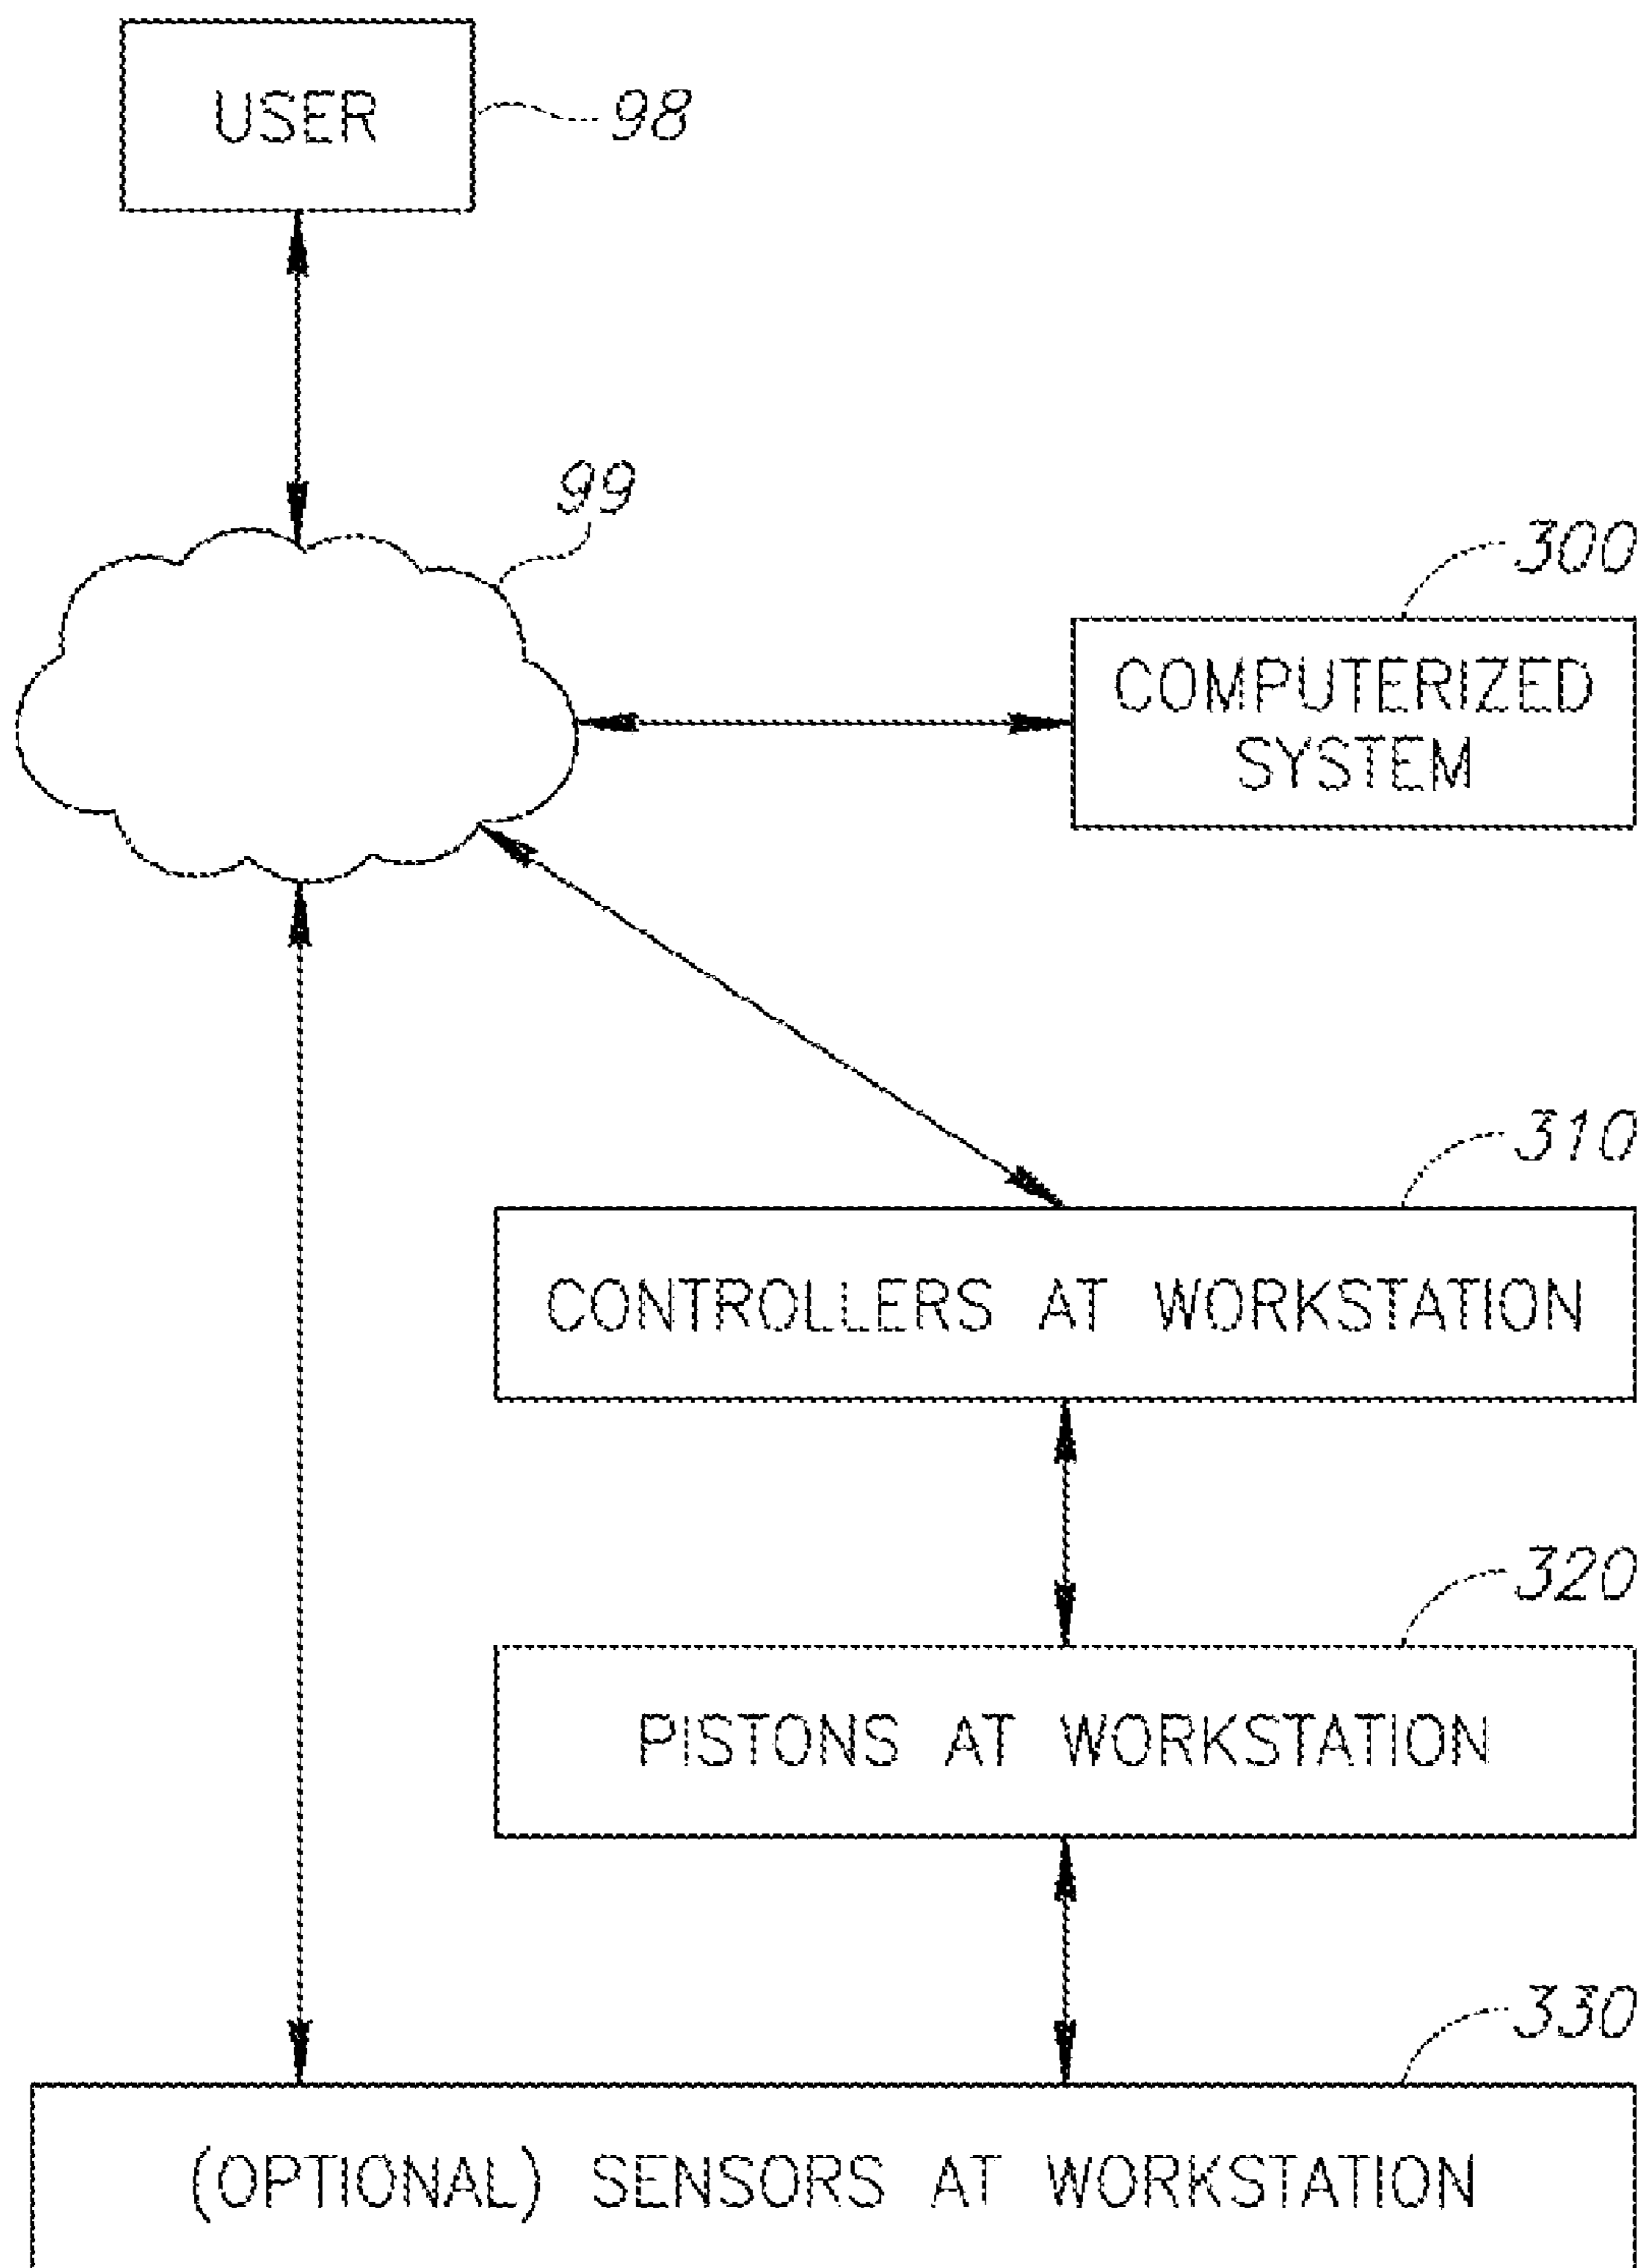 USER
98
99
300
COMPUTERIZED
SYSTEM
310
CONTROLLERS AT WORKSTATION
320
PISTONS AT WORKSTATION
330
(OPTIONAL) SENSORS AT WORKSTATION